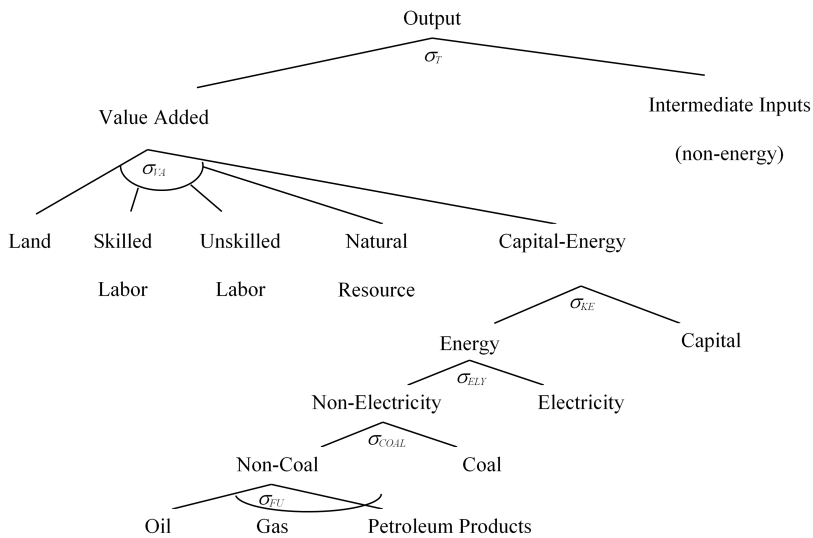 Output
σT
Value Added
Intermediate Inputs
(non-energy)
σVA
Land
Skilled
Labor
Unskilled
Labor
Natural
Resource
Capital-Energy
σKE
Energy
Capital
σELY
Non-Electricity
Electricity
σCOAL
Non-Coal
Coal
σFU
Oil
Gas
Petroleum Products